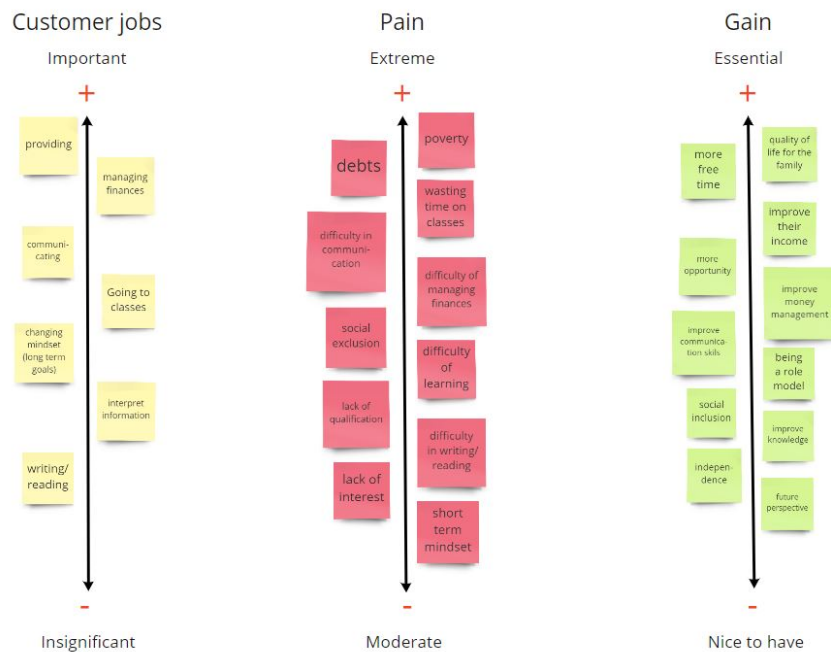 Customer jobs
Important
+
providing
managing
finances
communi-
cating
Going to
classes
changing
mindset
(long term
goals)
interpret
information
writing/
reading
-
Insignificant
Pain
Extreme
+
poverty
debts
wasting
time on
classes
difficulty in
communi-
cation
difficulty of
managing
finances
social
exclusion
difficulty
of
learning
lack of
qualification
difficulty
in writing/
reading
lack of
interest
short
term
mindset
-
Moderate
Gain
Essential
+
quality of
life for the
family
more
free
time
improve
their
income
more
opportunity
improve
money
management
improve
communica-
tion skils
being
a role
model
social
inclusion
improve
knowledge
indepen-
dence
future
perspective
-
Nice to have